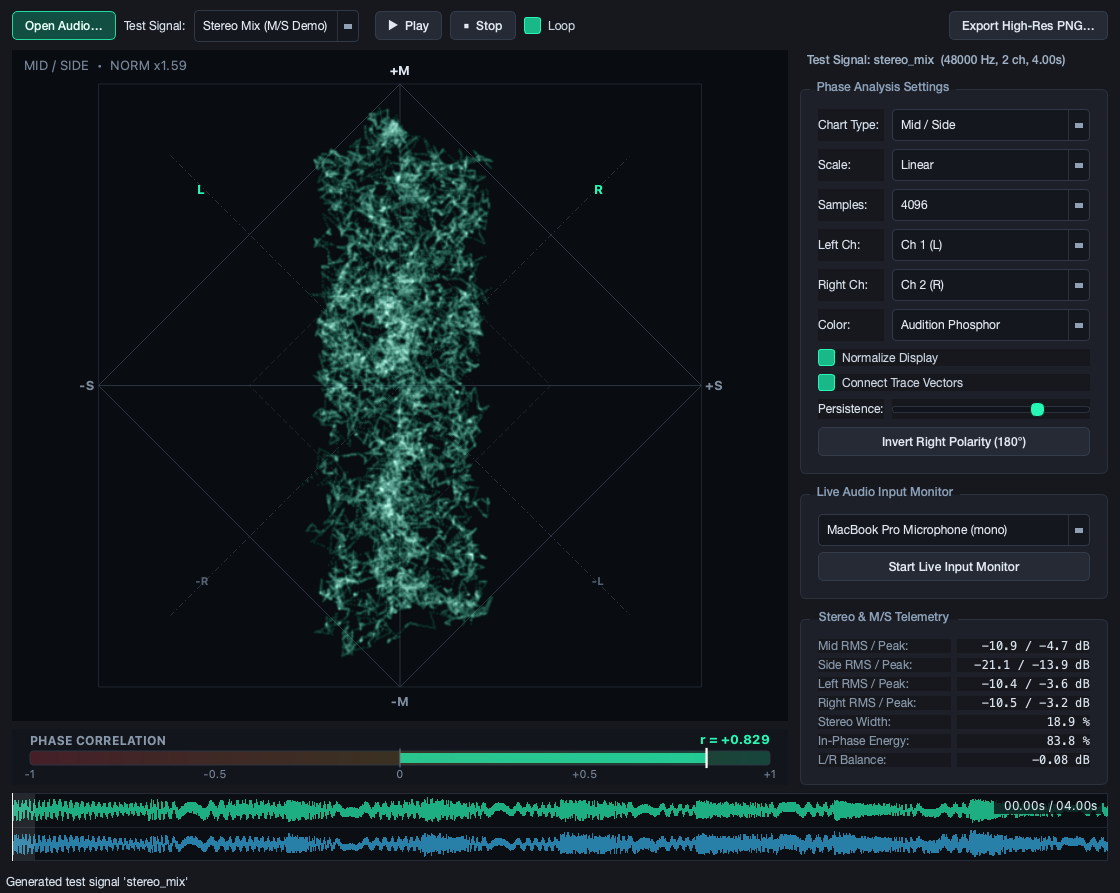 Open Audio... Test Signal: Stereo Mix (M/S Demo) Play Stop Loop Export High-Res PNG...
MID / SIDE • NORM x1.59
+M
L
R
-S
+S
-R
-L
-M
PHASE CORRELATION r = +0.829
-1 -0.5 0 +0.5 +1
00.00s / 04.00s
Generated test signal 'stereo_mix'
Test Signal: stereo_mix (48000 Hz, 2 ch, 4.00s)
Phase Analysis Settings
Chart Type: Mid / Side
Scale: Linear
Samples: 4096
Left Ch: Ch 1 (L)
Right Ch: Ch 2 (R)
Color: Audition Phosphor
Normalize Display
Connect Trace Vectors
Persistence:
Invert Right Polarity (180°)
Live Audio Input Monitor
MacBook Pro Microphone (mono)
Start Live Input Monitor
Stereo & M/S Telemetry
Mid RMS / Peak: −10.9 / −4.7 dB
Side RMS / Peak: −21.1 / −13.9 dB
Left RMS / Peak: −10.4 / −3.6 dB
Right RMS / Peak: −10.5 / −3.2 dB
Stereo Width: 18.9 %
In-Phase Energy: 83.8 %
L/R Balance: −0.08 dB